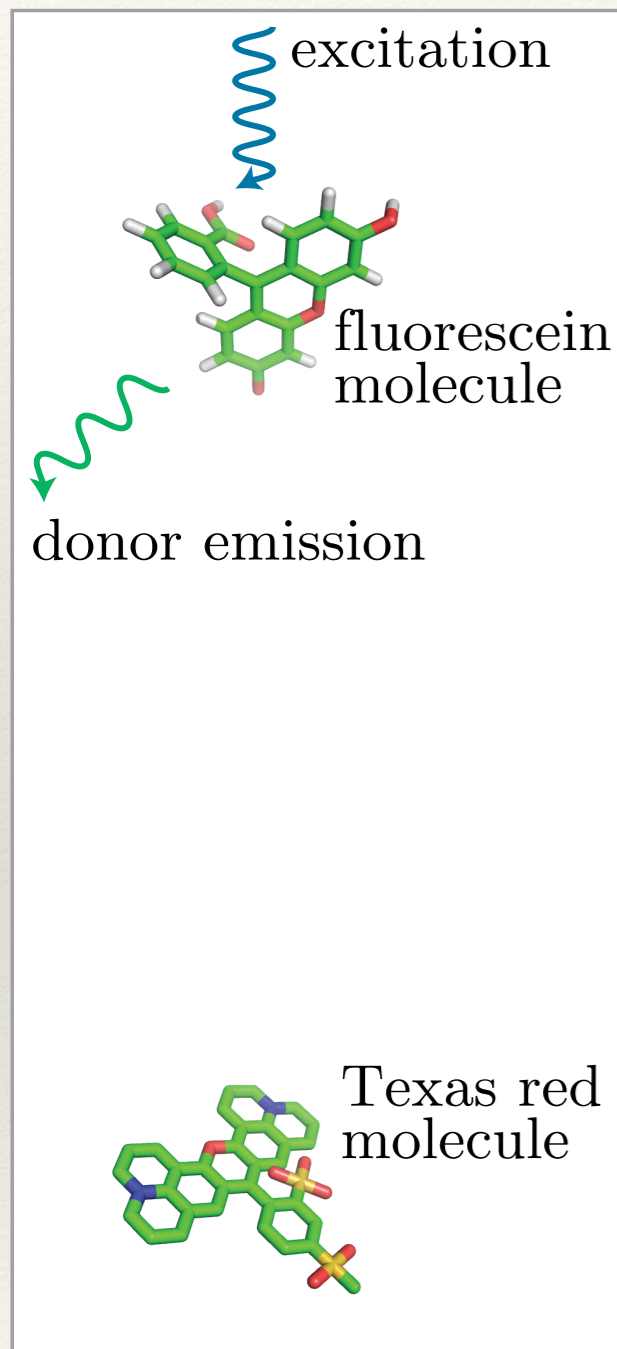 excitation
fluorescein
molecule
donor emission
Texas red
molecule